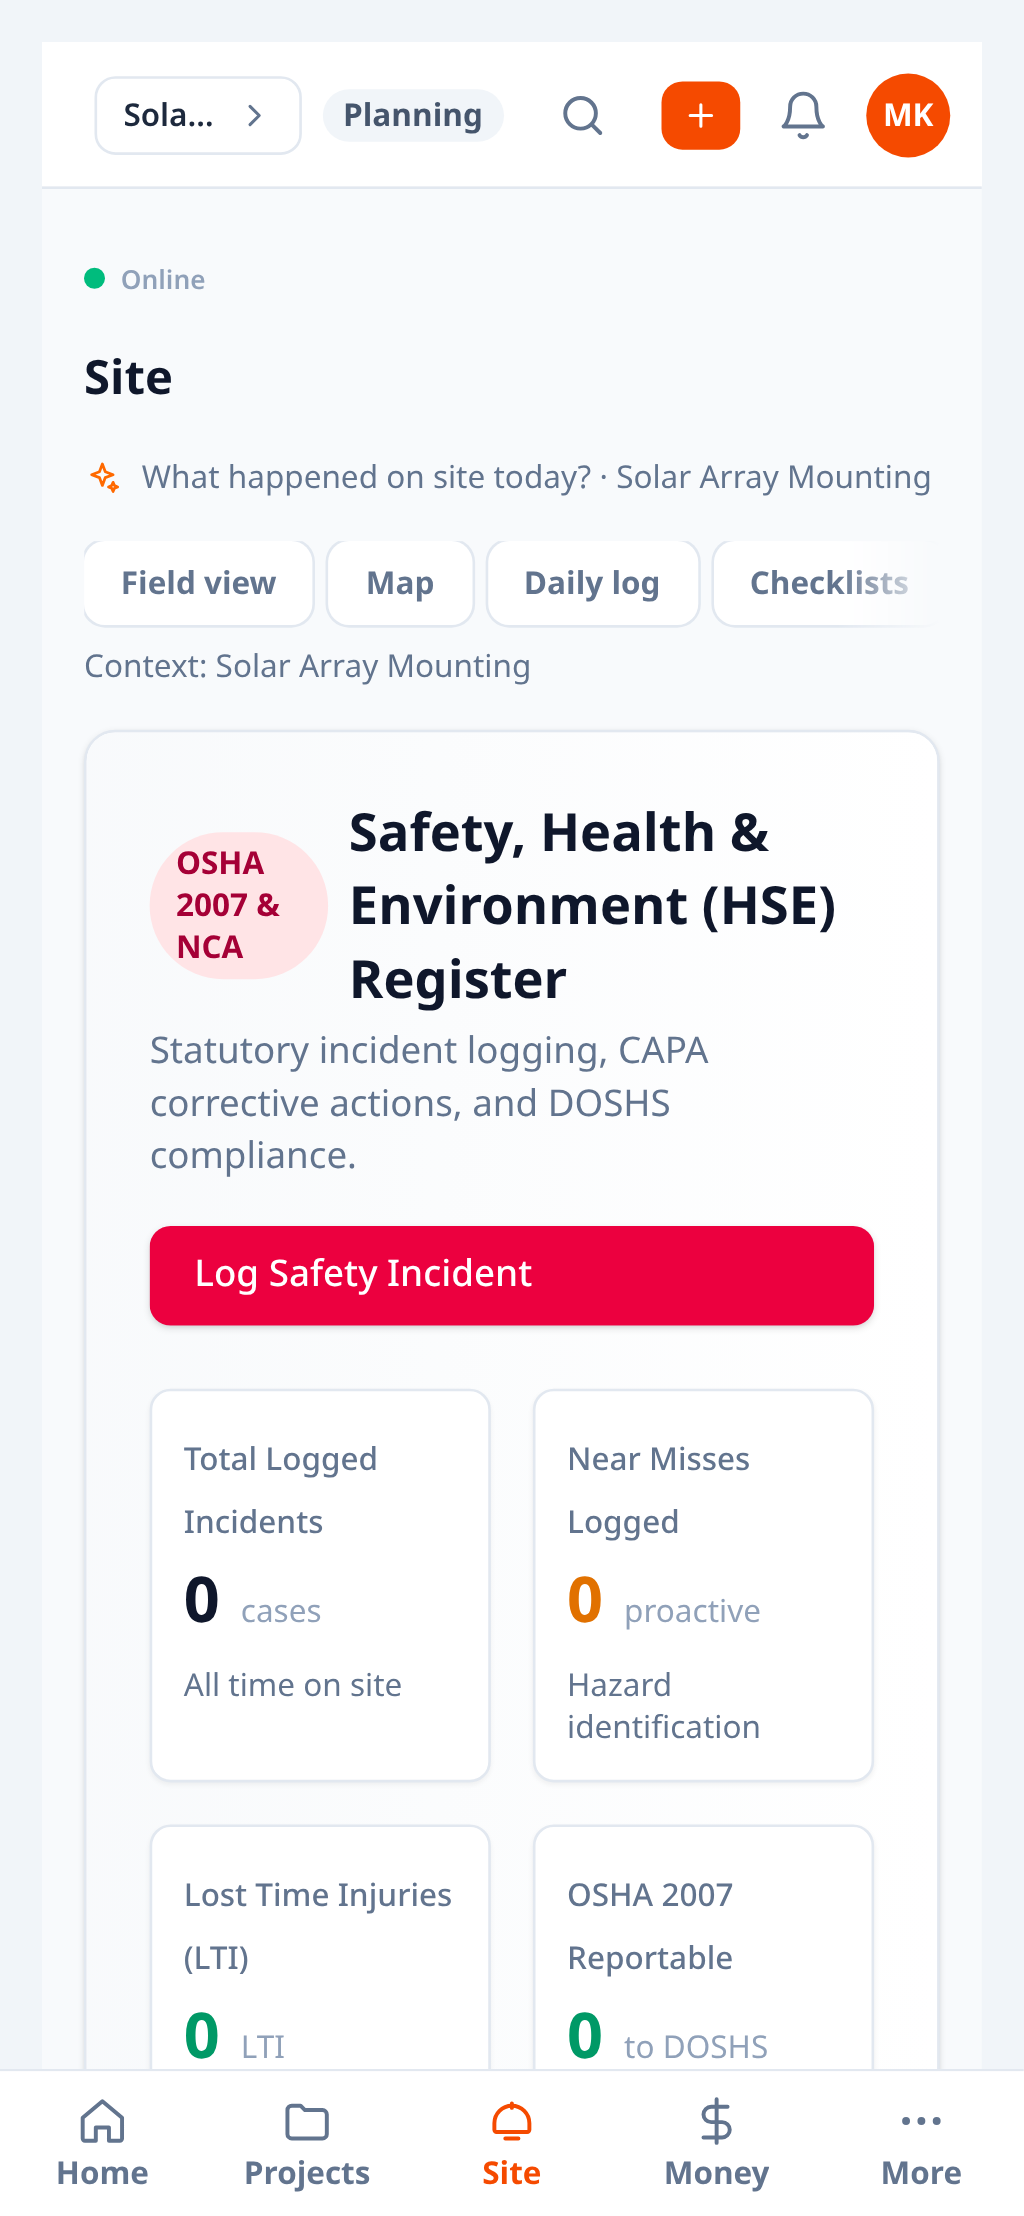 Sola...
Planning
MK
Online
Site
What happened on site today? · Solar Array Mounting
Field view
Map
Daily log
Checklists
Context: Solar Array Mounting
OSHA
2007 &
NCA
Safety, Health &
Environment (HSE)
Register
Statutory incident logging, CAPA
corrective actions, and DOSHS
compliance.
Log Safety Incident
Total Logged
Incidents
0 cases
All time on site
Near Misses
Logged
0 proactive
Hazard
identification
Lost Time Injuries
(LTI)
0 LTI
OSHA 2007
Reportable
0 to DOSHS
Home
Projects
Site
Money
More